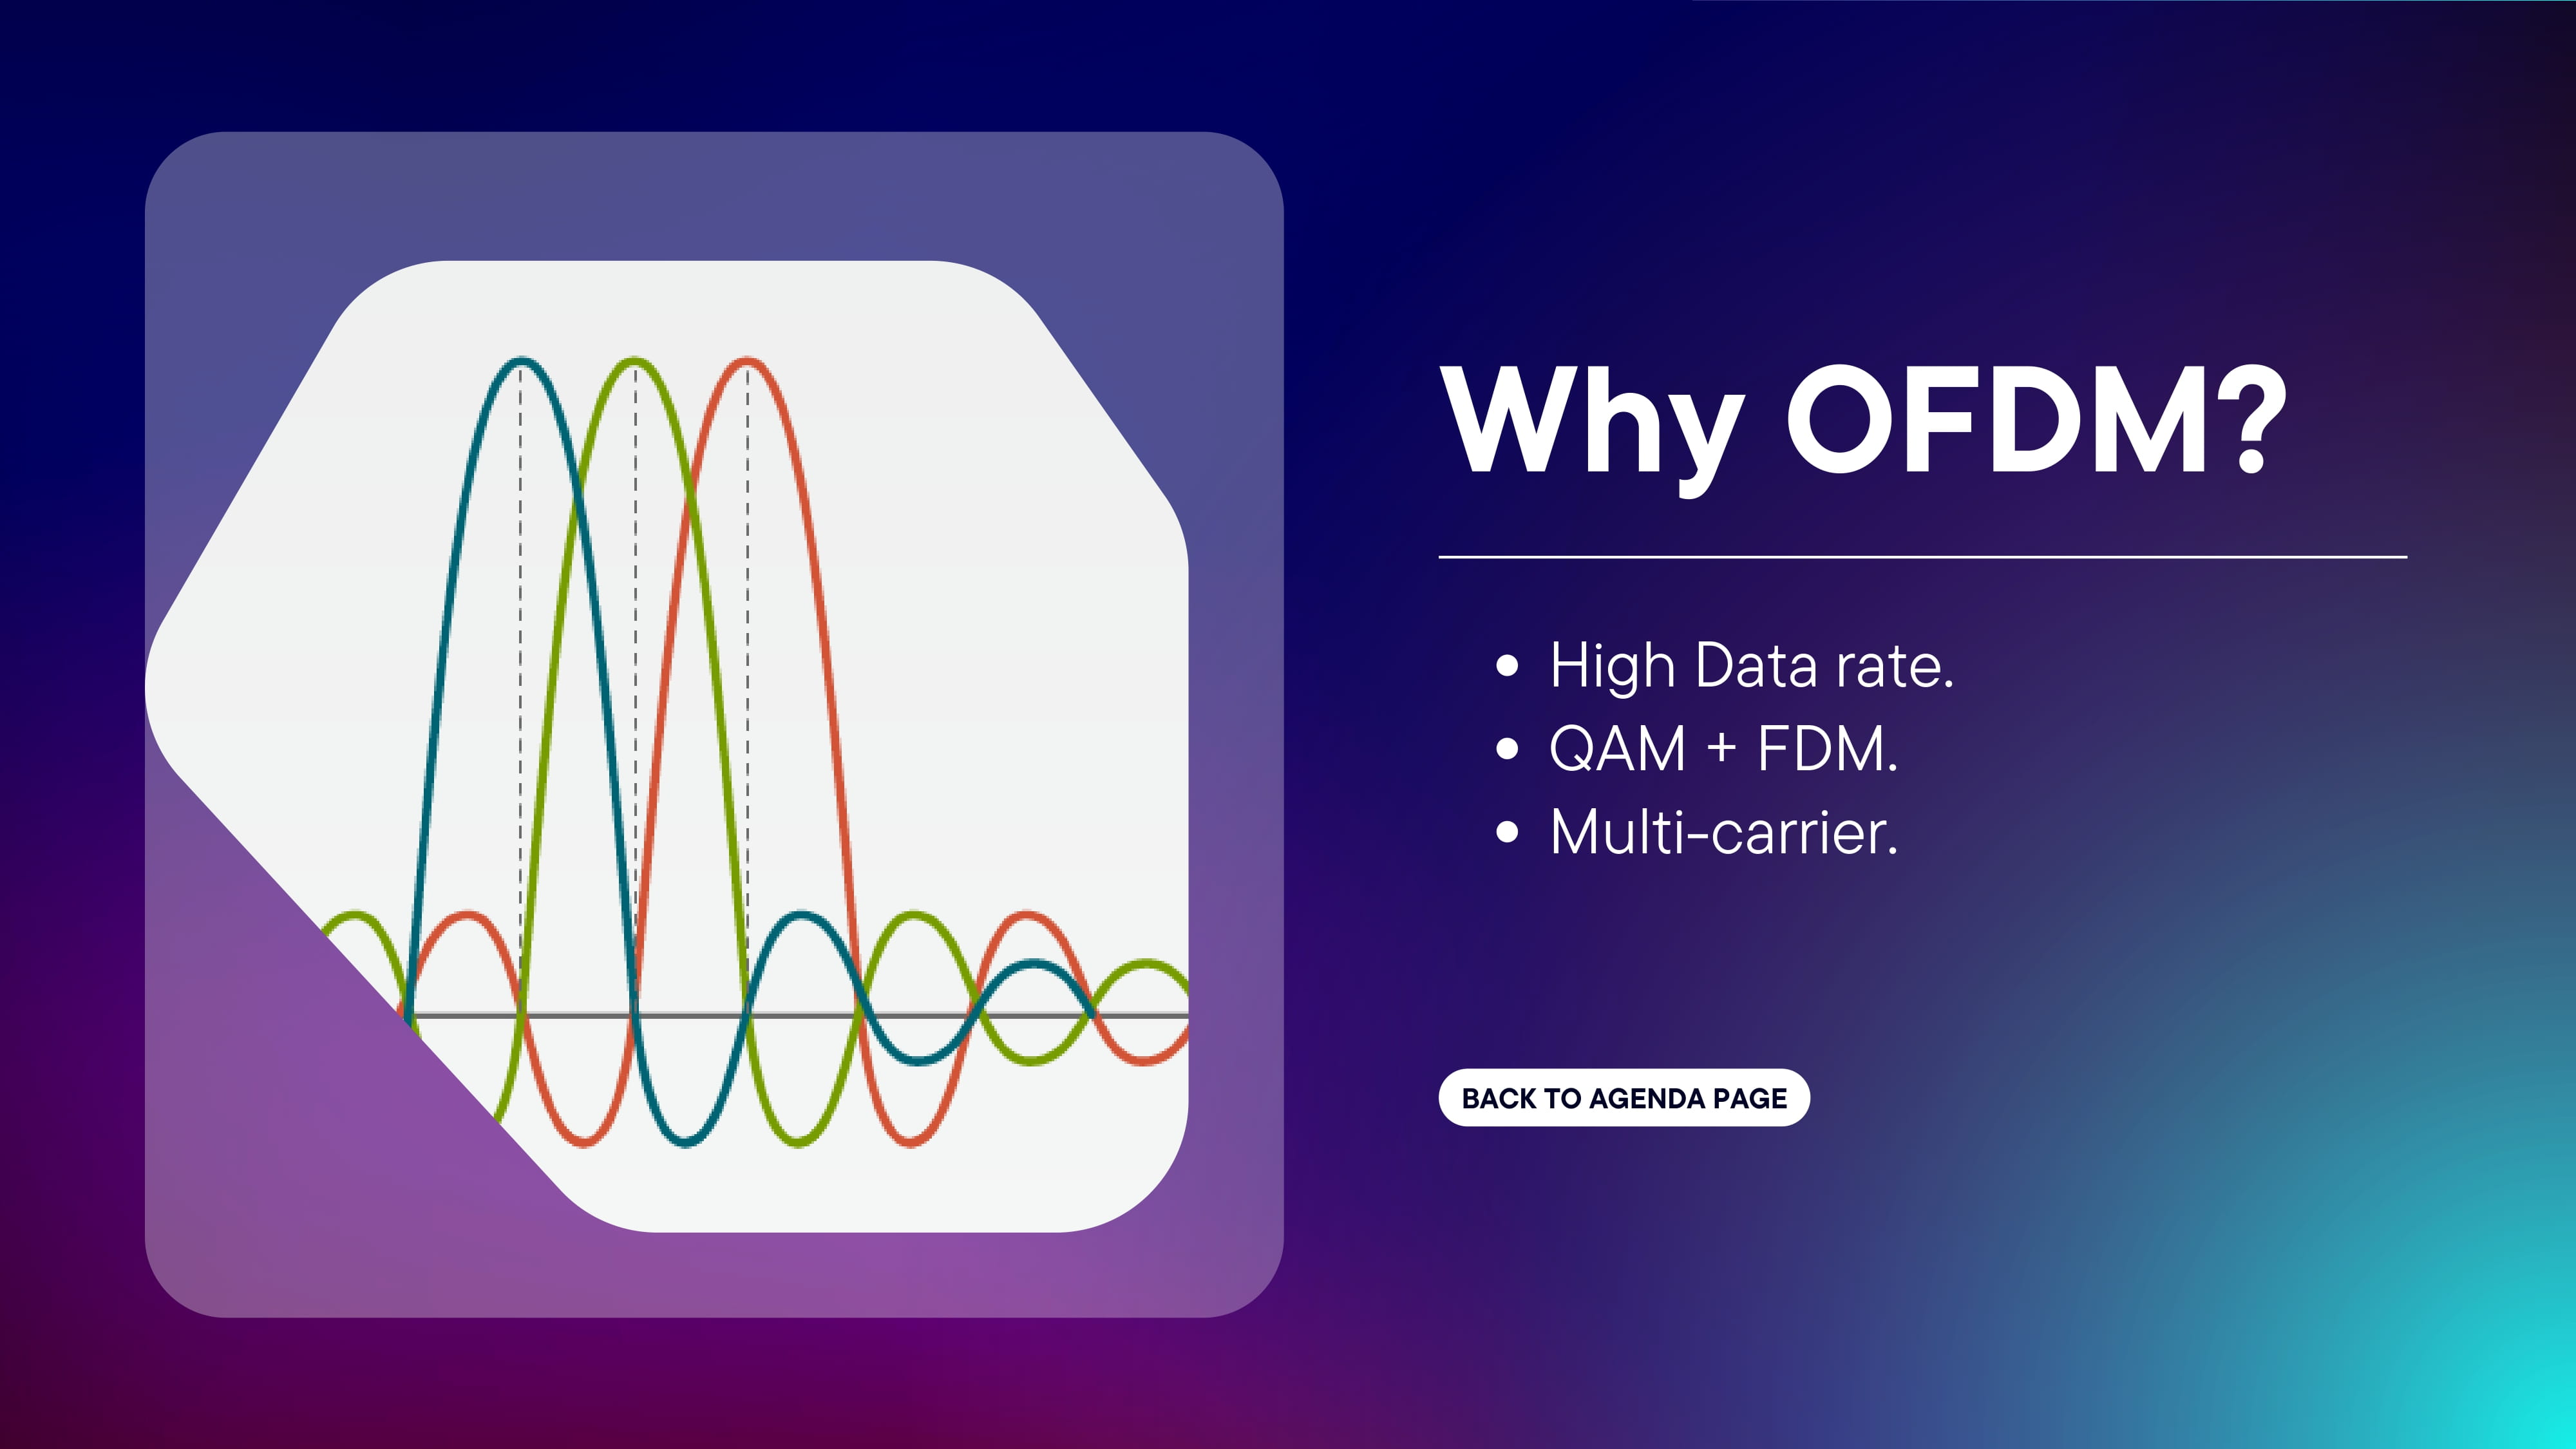 Why OFDM?
• High Data rate.
• QAM + FDM.
• Multi-carrier.
BACK TO AGENDA PAGE